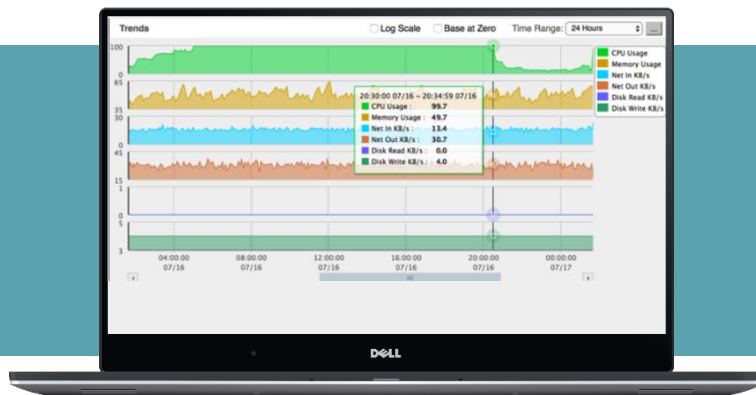 Trends
Log Scale
Base at Zero
Time Range: 24 Hours
...
100
0
65
35
30
0
45
15
1
0
5
3
20:30:00 07/16 – 20:34:59 07/16
CPU Usage : 99.7
Memory Usage : 49.7
Net In KB/s : 13.4
Net Out KB/s : 30.7
Disk Read KB/s : 0.0
Disk Write KB/s : 4.0
CPU Usage
Memory Usage
Net In KB/s
Net Out KB/s
Disk Read KB/s
Disk Write KB/s
04:00:00 08:00:00 12:00:00 16:00:00 20:00:00 00:00:00
07/16 07/16 07/16 07/16 07/16 07/17
DELL